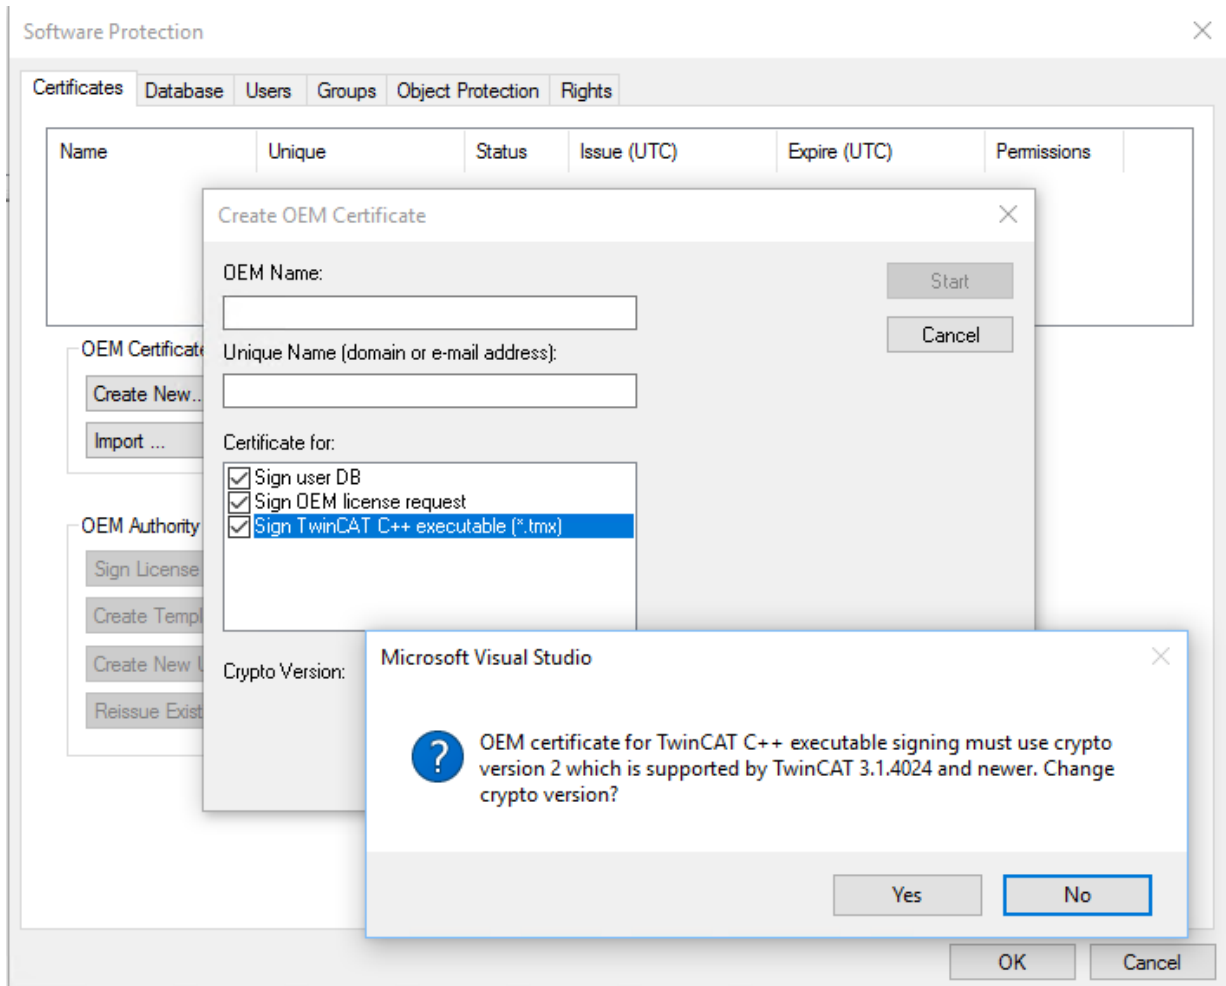 Software Protection
Certificates Database Users Groups Object Protection Rights
Name Unique Status Issue (UTC) Expire (UTC) Permissions
Create OEM Certificate
OEM Name:
Start
Cancel
Unique Name (domain or e-mail address):
OEM Certificate
Create New..
Import ...
Certificate for:
Sign user DB
Sign OEM license request
Sign TwinCAT C++ executable (*.tmx)
OEM Authority
Sign License
Create Templ
Create New U
Reissue Exist
Crypto Version:
Microsoft Visual Studio
OEM certificate for TwinCAT C++ executable signing must use crypto
version 2 which is supported by TwinCAT 3.1.4024 and newer. Change
crypto version?
Yes No
OK Cancel